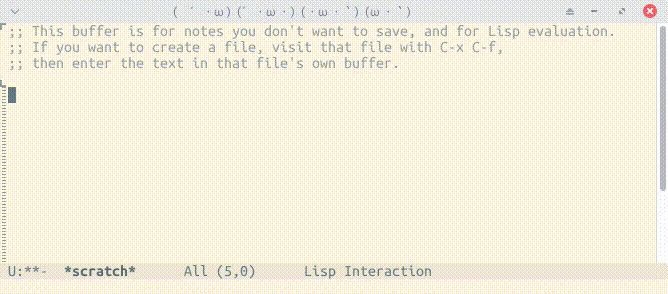 ( ´ ･ω)(´ ･ω･)(･ω･`)(ω･`)
;; This buffer is for notes you don't want to save, and for Lisp evaluation.
;; If you want to create a file, visit that file with C-x C-f,
;; then enter the text in that file's own buffer.
U:**-  *scratch*      All (5,0)      Lisp Interaction